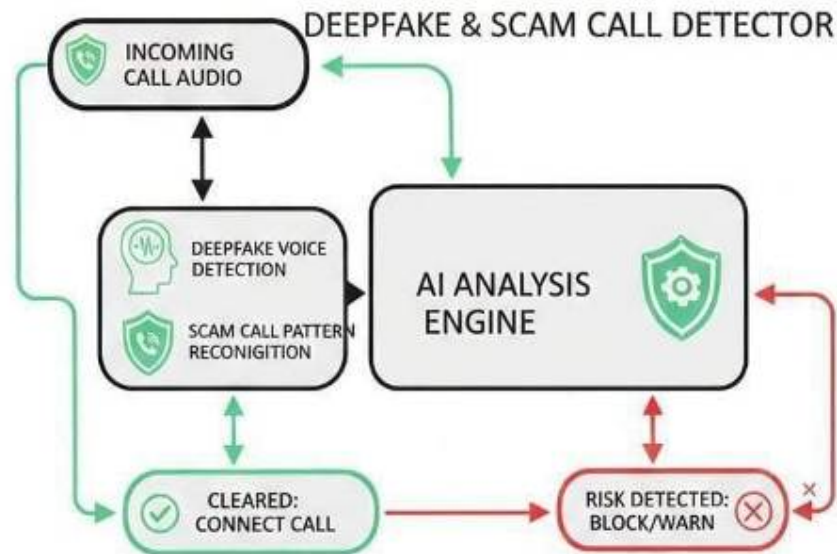 DEEPFAKE & SCAM CALL DETECTOR
INCOMING
CALL AUDIO
DEEPFAKE VOICE
DETECTION
SCAM CALL PATTERN
RECONIGITION
AI ANALYSIS
ENGINE
CLEARED:
CONNECT CALL
RISK DETECTED:
BLOCK/WARN